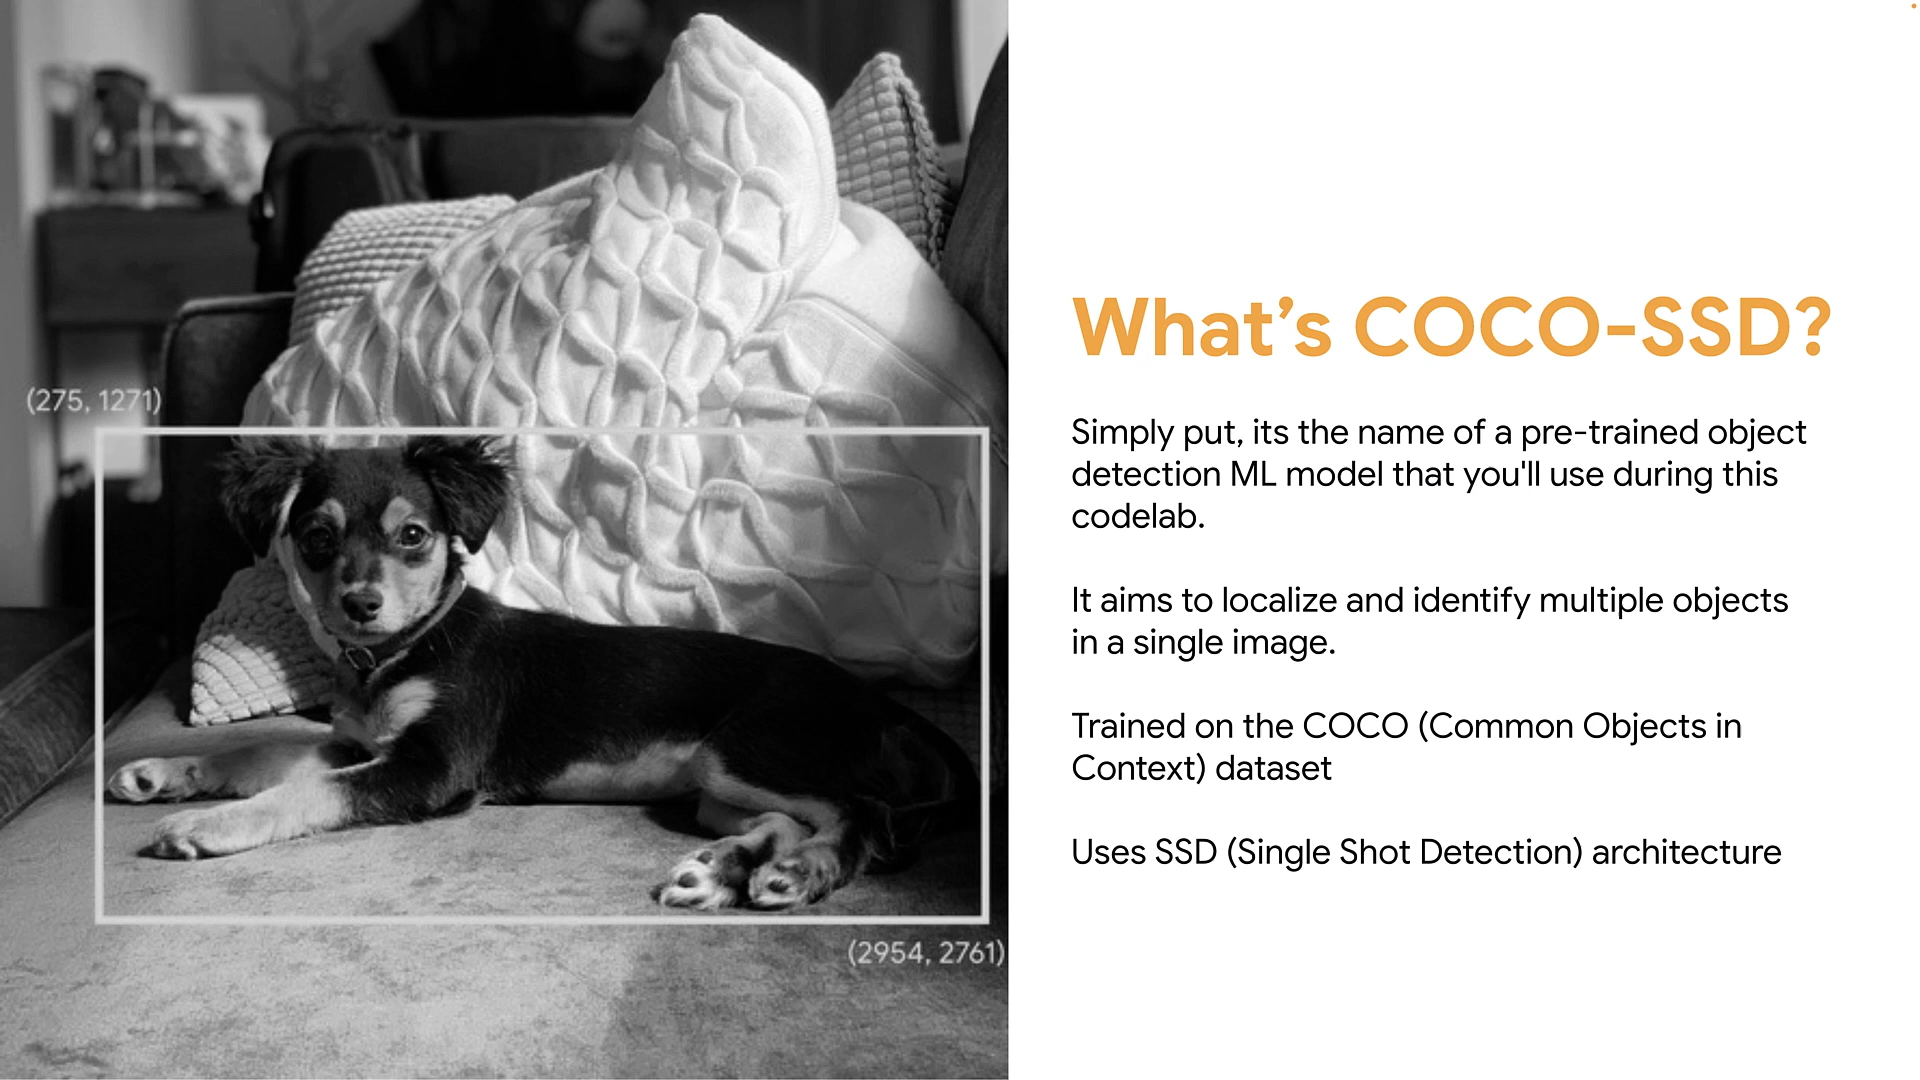 (275, 1271)
(2954, 2761)
What’s COCO-SSD?
Simply put, its the name of a pre-trained object
detection ML model that you'll use during this
codelab.
It aims to localize and identify multiple objects
in a single image.
Trained on the COCO (Common Objects in
Context) dataset
Uses SSD (Single Shot Detection) architecture